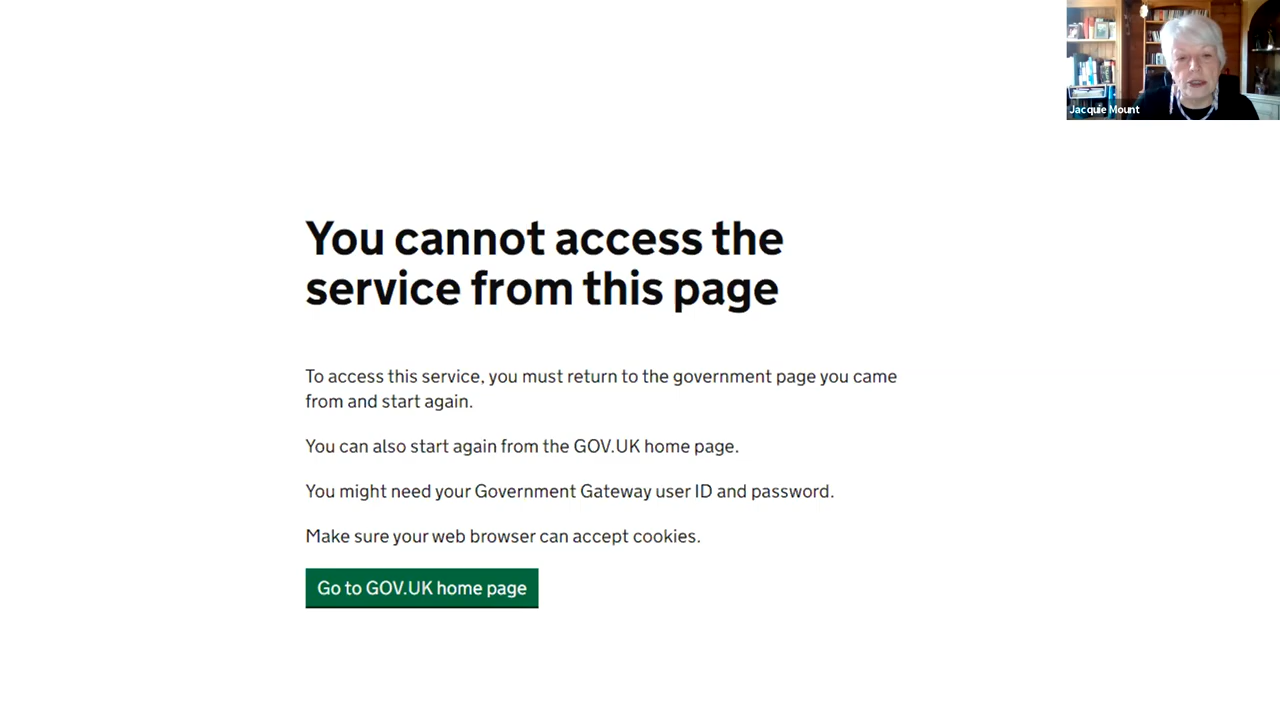 Jacquie Mount
You cannot access the
service from this page
To access this service, you must return to the government page you came
from and start again.
You can also start again from the GOV.UK home page.
You might need your Government Gateway user ID and password.
Make sure your web browser can accept cookies.
Go to GOV.UK home page